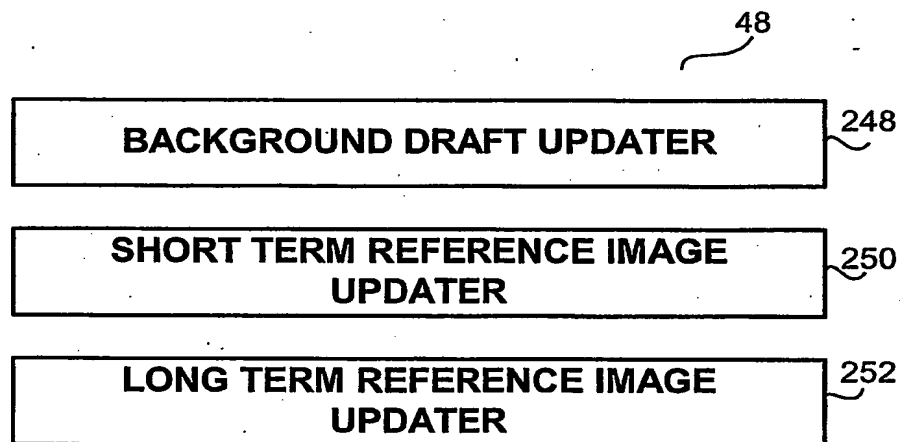 48
BACKGROUND DRAFT UPDATER
248
SHORT TERM REFERENCE IMAGE
UPDATER
250
LONG TERM REFERENCE IMAGE
UPDATER
252